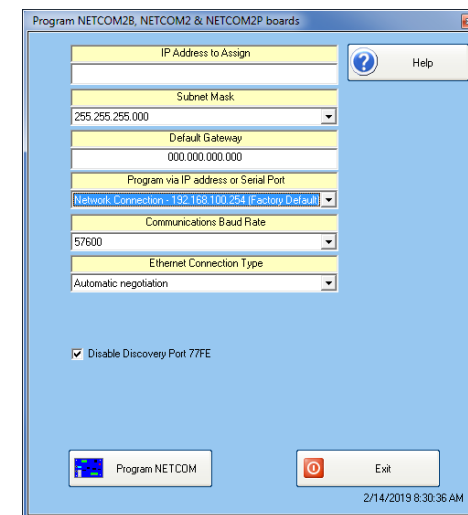 Program NETCOM2B, NETCOM2 & NETCOM2P boards
IP Address to Assign
Help
Subnet Mask
255.255.255.000
Default Gateway
000.000.000.000
Program via IP address or Serial Port
Network Connection - 192.168.100.254 (Factory Default)
Communications Baud Rate
57600
Ethernet Connection Type
Automatic negotiation
Disable Discovery Port 77FE
Program NETCOM
Exit
2/14/2019 8:30:36 AM